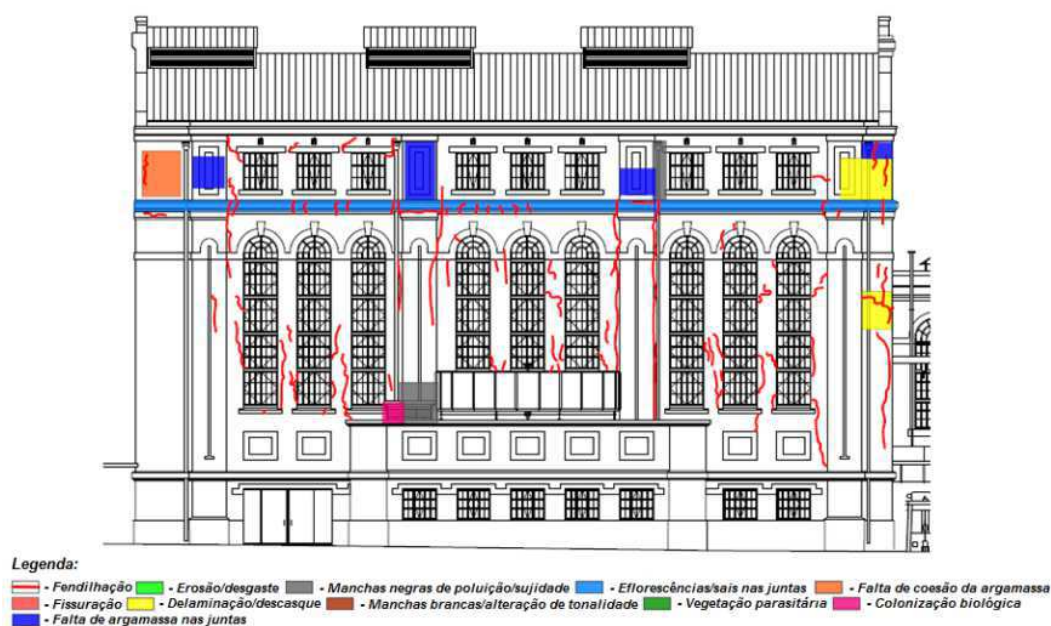 Legenda:
- Fendilhação - Erosão/desgaste - Manchas negras de poluição/sujidade - Eflorescências/sais nas juntas - Falta de coesão da argamassa
- Fissuração - Delaminação/descasque - Manchas brancas/alteração de tonalidade - Vegetação parasitária - Colonização biológica
- Falta de argamassa nas juntas